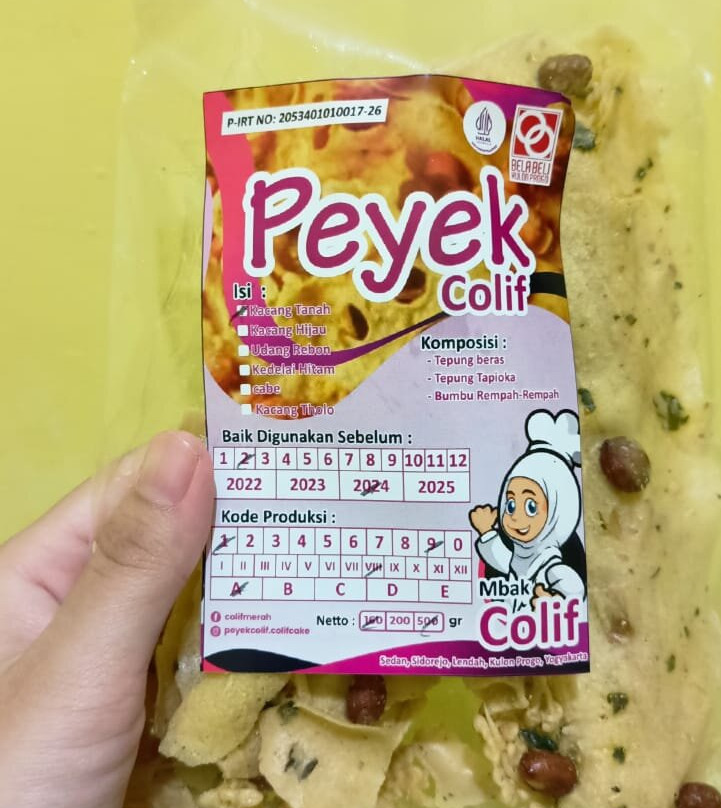 P-IRT NO: 2053401010017-26
HALAL
BELA BELI
KULON PROGO
Peyek
Colif
Isi :
Kacang Tanah
Kacang Hijau
Udang Rebon
Kedelai Hitam
cabe
Kacang Tholo
Komposisi :
- Tepung beras
- Tepung Tapioka
- Bumbu Rempah-Rempah
Baik Digunakan Sebelum :
1 2 3 4 5 6 7 8 9 10 11 12
2022 2023 2024 2025
Kode Produksi :
1 2 3 4 5 6 7 8 9 0
I II III IV V VI VII VIII IX X XI XII
A B C D E
colifmerah
peyekcolif.colifcake
Netto : 160 200 500 gr
Mbak
Colif
Sedan, Sidorejo, Lendah, Kulon Progo, Yogyakarta